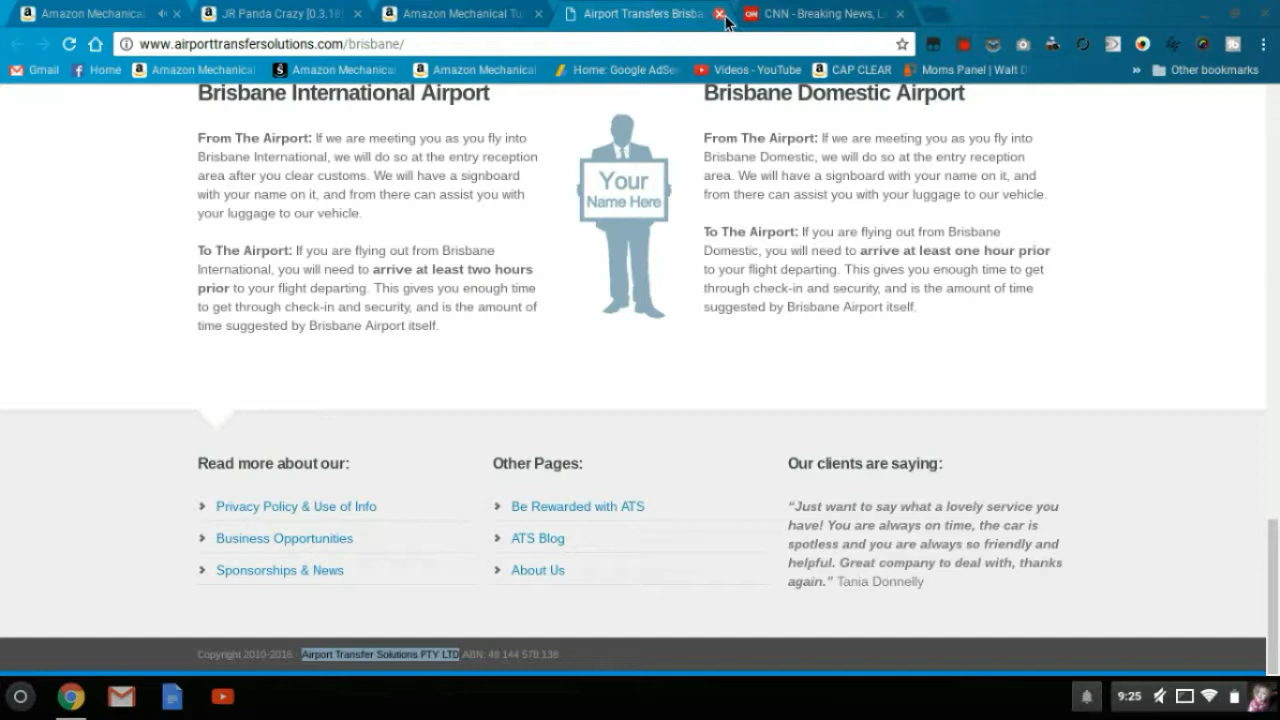 Amazon Mechanical
JR Panda Crazy [0.3.18]
Amazon Mechanical Tu
Airport Transfers Brisba
CNN - Breaking News, L
www.airporttransfersolutions.com/brisbane/
Gmail
Home
Amazon Mechanical
Amazon Mechanical
Amazon Mechanical
Home: Google AdSe
Videos - YouTube
CAP CLEAR
Moms Panel | Walt D
»
Other bookmarks
Brisbane International Airport
From The Airport: If we are meeting you as you fly into
Brisbane International, we will do so at the entry reception
area after you clear customs. We will have a signboard
with your name on it, and from there can assist you with
your luggage to our vehicle.
To The Airport: If you are flying out from Brisbane
International, you will need to arrive at least two hours
prior to your flight departing. This gives you enough time
to get through check-in and security, and is the amount of
time suggested by Brisbane Airport itself.
Your
Name Here
Brisbane Domestic Airport
From The Airport: If we are meeting you as you fly into
Brisbane Domestic, we will do so at the entry reception
area. We will have a signboard with your name on it, and
from there can assist you with your luggage to our vehicle.
To The Airport: If you are flying out from Brisbane
Domestic, you will need to arrive at least one hour prior
to your flight departing. This gives you enough time to get
through check-in and security, and is the amount of time
suggested by Brisbane Airport itself.
Read more about our:
Privacy Policy & Use of Info
Business Opportunities
Sponsorships & News
Other Pages:
Be Rewarded with ATS
ATS Blog
About Us
Our clients are saying:
"Just want to say what a lovely service you
have! You are always on time, the car is
spotless and you are always so friendly and
helpful. Great company to deal with, thanks
again." Tania Donnelly
Copyright 2010-2016 - Airport Transfer Solutions PTY LTD ABN: 49 144 578 136
9:25